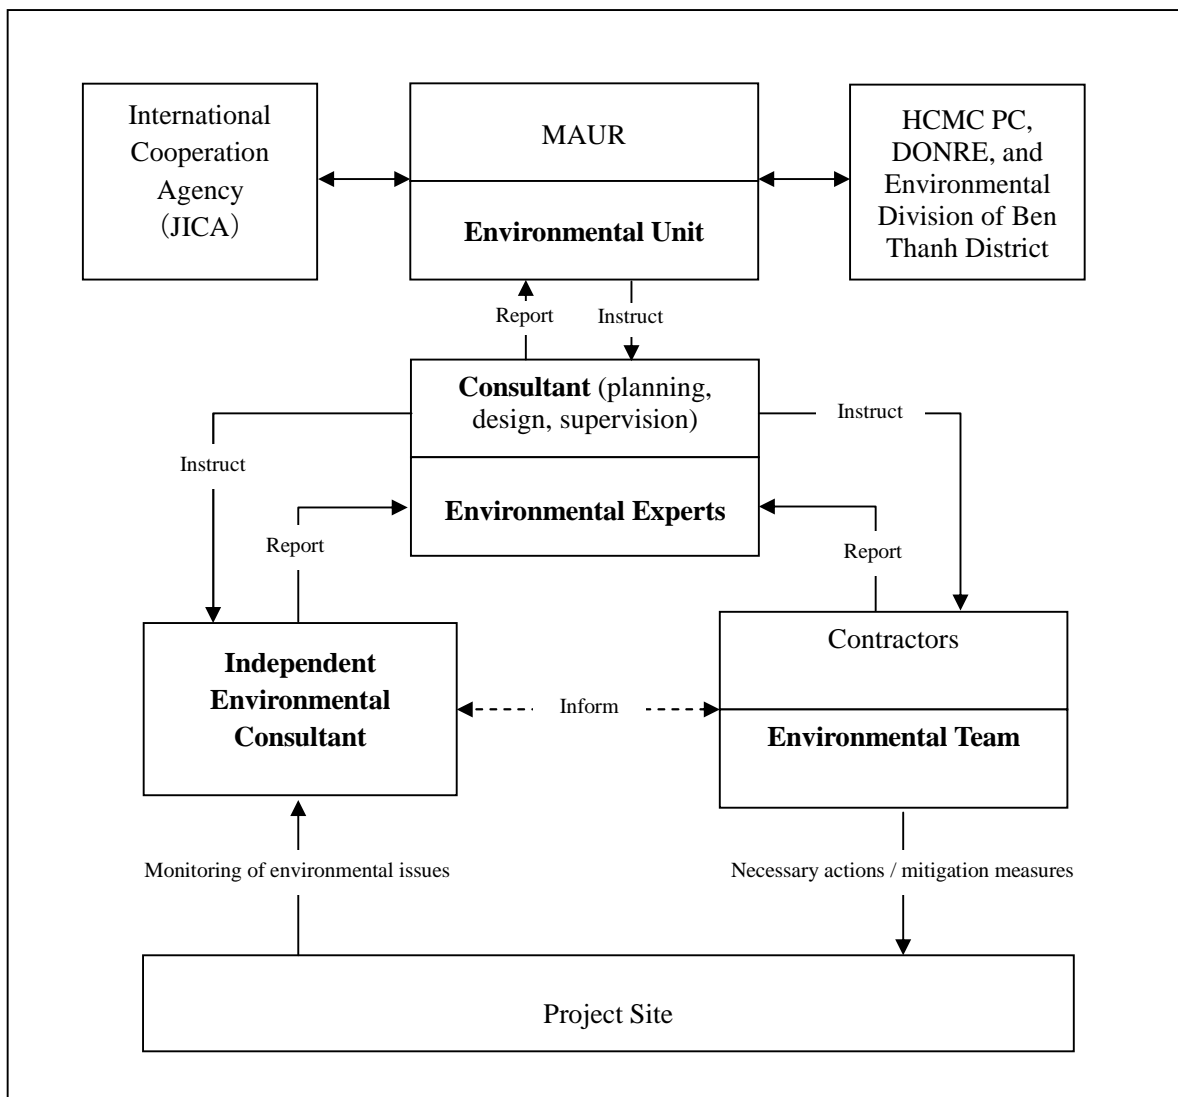 International
Cooperation
Agency
（JICA）
MAUR
Environmental Unit
HCMC PC,
DONRE, and
Environmental
Division of Ben
Thanh District
Report
Instruct
Consultant (planning,
design, supervision)
Environmental Experts
Instruct
Instruct
Report
Report
Independent
Environmental
Consultant
Inform
Contractors
Environmental Team
Monitoring of environmental issues
Necessary actions / mitigation measures
Project Site